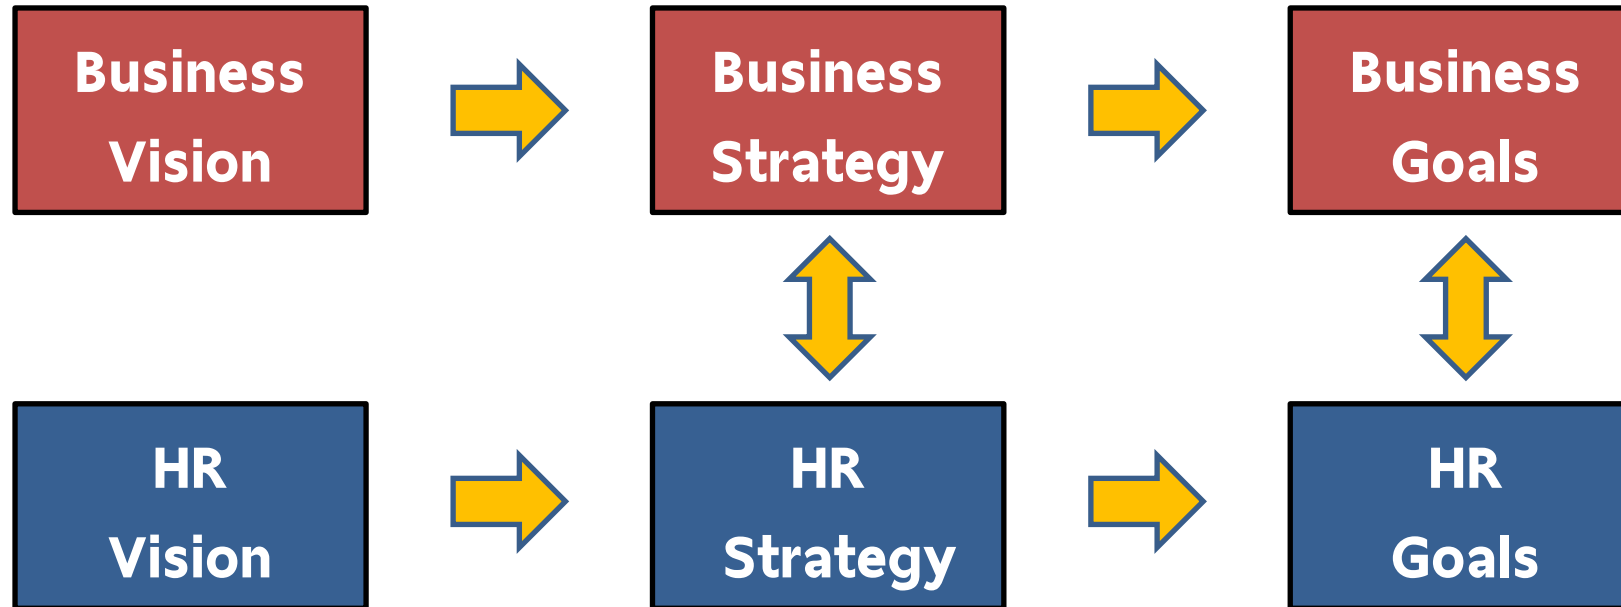 Business
Vision
Business
Strategy
Business
Goals
HR
Vision
HR
Strategy
HR
Goals